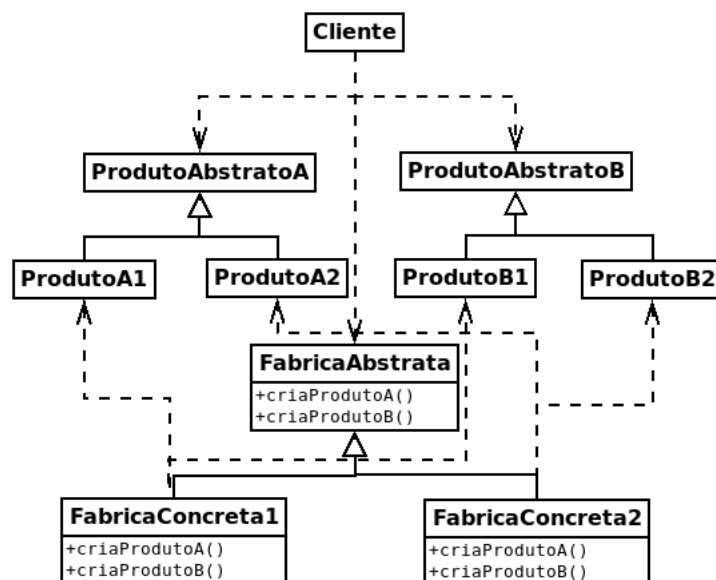 Cliente
ProdutoAbstratoA
ProdutoAbstratoB
ProdutoA1
ProdutoA2
ProdutoB1
ProdutoB2
FabricaAbstrata
+criaProdutoA()
+criaProdutoB()
FabricaConcreta1
+criaProdutoA()
+criaProdutoB()
FabricaConcreta2
+criaProdutoA()
+criaProdutoB()